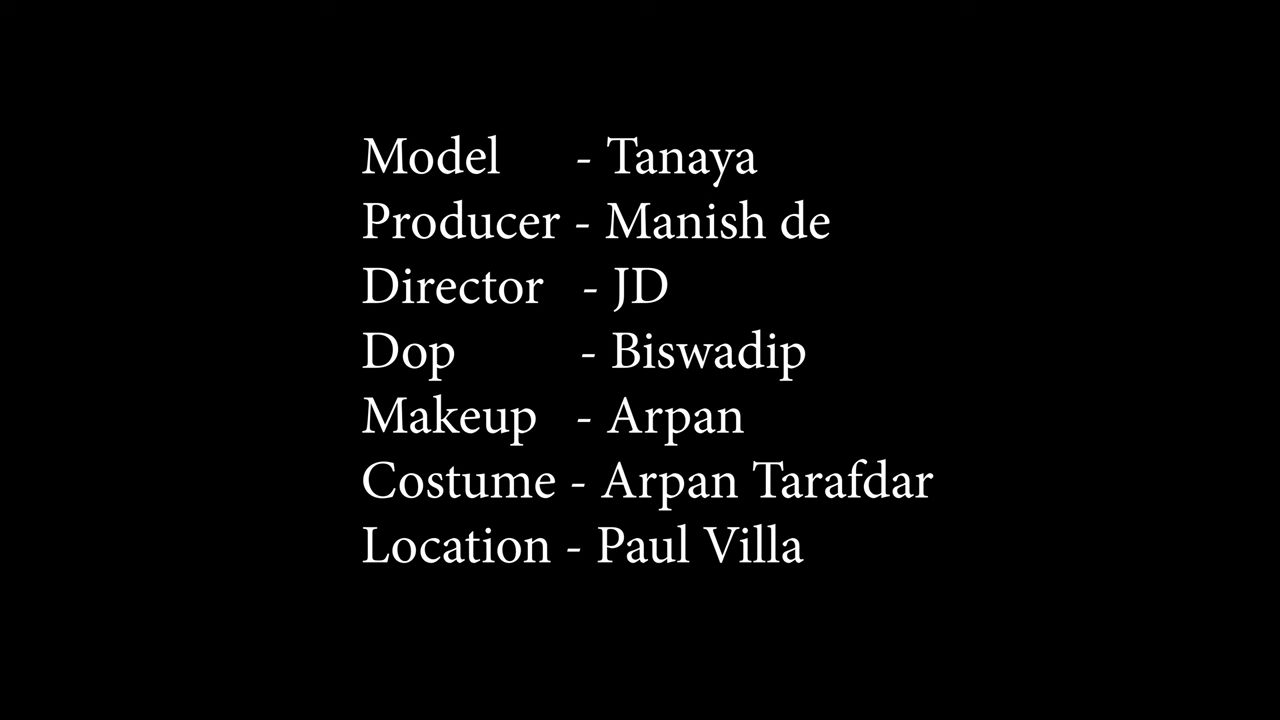 Model - Tanaya
Producer - Manish de
Director - JD
Dop - Biswadip
Makeup - Arpan
Costume - Arpan Tarafdar
Location - Paul Villa